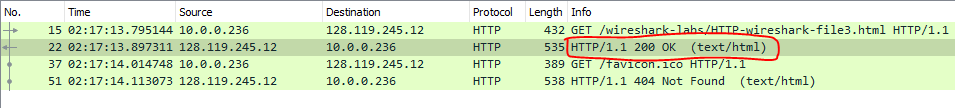 No. Time Source Destination Protocol Length Info
15 02:17:13.795144 10.0.0.236 128.119.245.12 HTTP 432 GET /wireshark-labs/HTTP-wireshark-file3.html HTTP/1.1
22 02:17:13.897311 128.119.245.12 10.0.0.236 HTTP 535 HTTP/1.1 200 OK (text/html)
37 02:17:14.014748 10.0.0.236 128.119.245.12 HTTP 389 GET /favicon.ico HTTP/1.1
51 02:17:14.113073 128.119.245.12 10.0.0.236 HTTP 538 HTTP/1.1 404 Not Found (text/html)